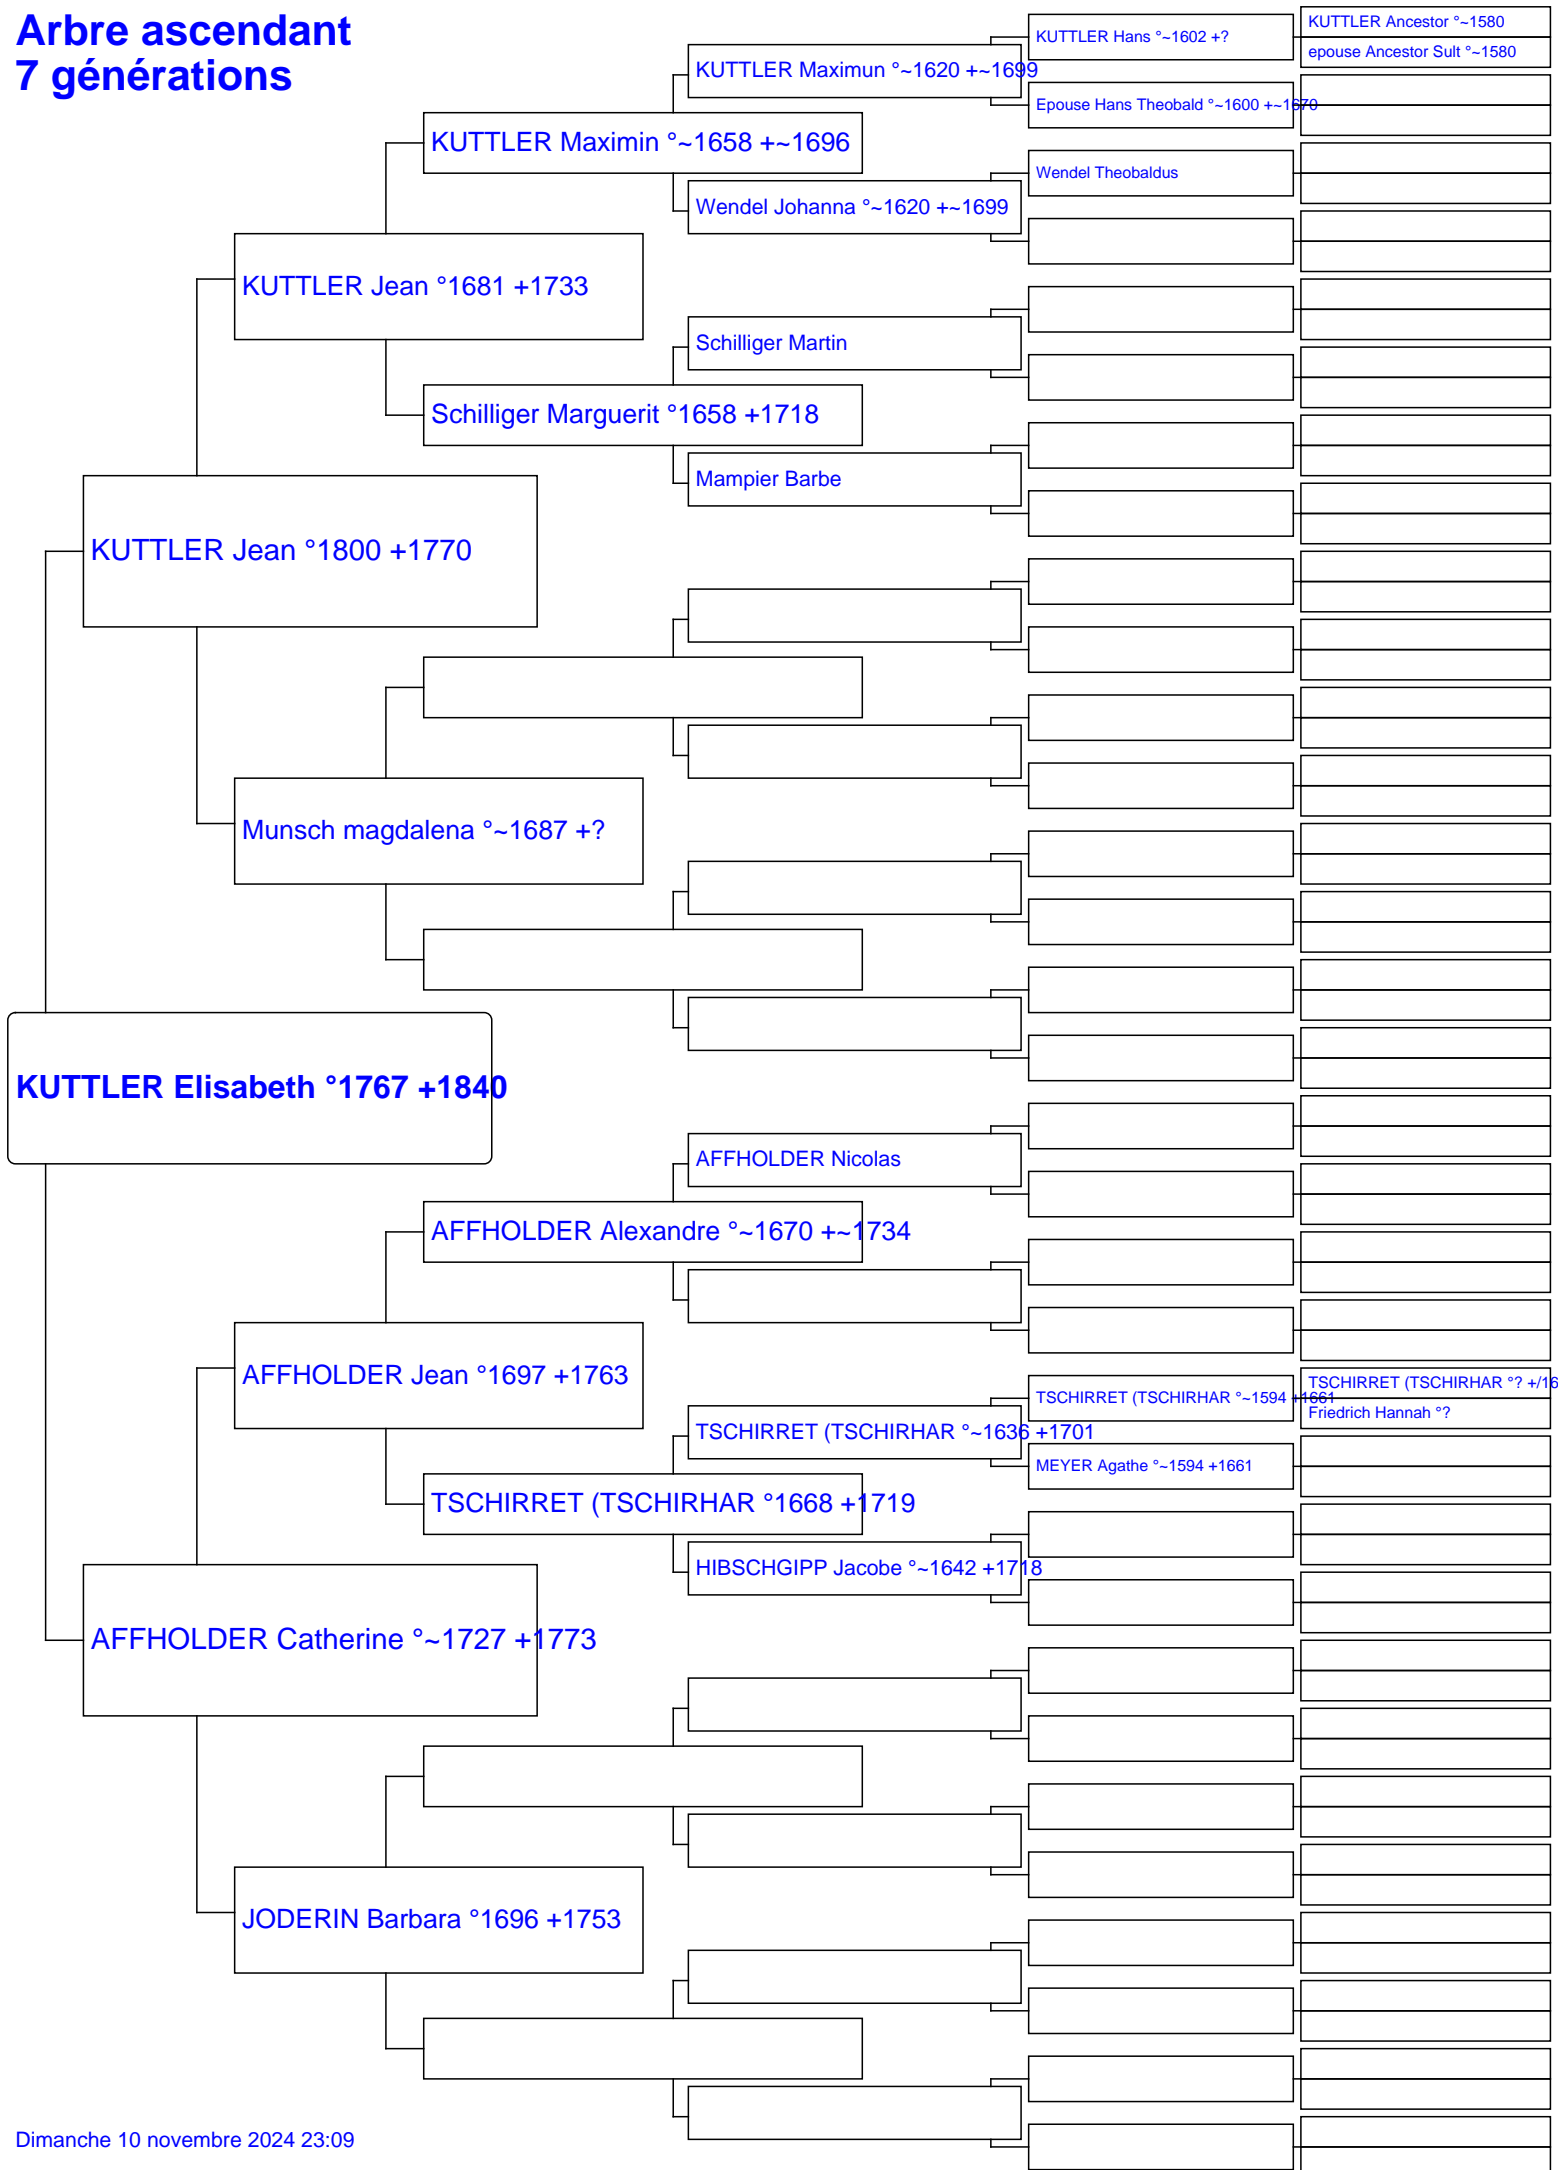 Arbre ascendant
7 générations
KUTTLER Ancestor °~1580
KUTTLER Hans °~1602 +?
epouse Ancestor Sult °~1580
KUTTLER Maximun °~1620 +~1699
Epouse Hans Theobald °~1600 +~1670
KUTTLER Maximin °~1658 +~1696
Wendel Theobaldus
Wendel Johanna °~1620 +~1699
KUTTLER Jean °1681 +1733
Schilliger Martin
Schilliger Marguerit °1658 +1718
Mampier Barbe
KUTTLER Jean °1800 +1770
Munsch magdalena °~1687 +?
KUTTLER Elisabeth °1767 +1840
AFFHOLDER Nicolas
AFFHOLDER Alexandre °~1670 +~1734
AFFHOLDER Jean °1697 +1763
TSCHIRRET (TSCHIRHAR °? +/16
TSCHIRRET (TSCHIRHAR °~1594 +1661
Friedrich Hannah °?
TSCHIRRET (TSCHIRHAR °~1636 +1701
MEYER Agathe °~1594 +1661
TSCHIRRET (TSCHIRHAR °1668 +1719
HIBSCHGIPP Jacobe °~1642 +1718
AFFHOLDER Catherine °~1727 +1773
JODERIN Barbara °1696 +1753
Dimanche 10 novembre 2024 23:09